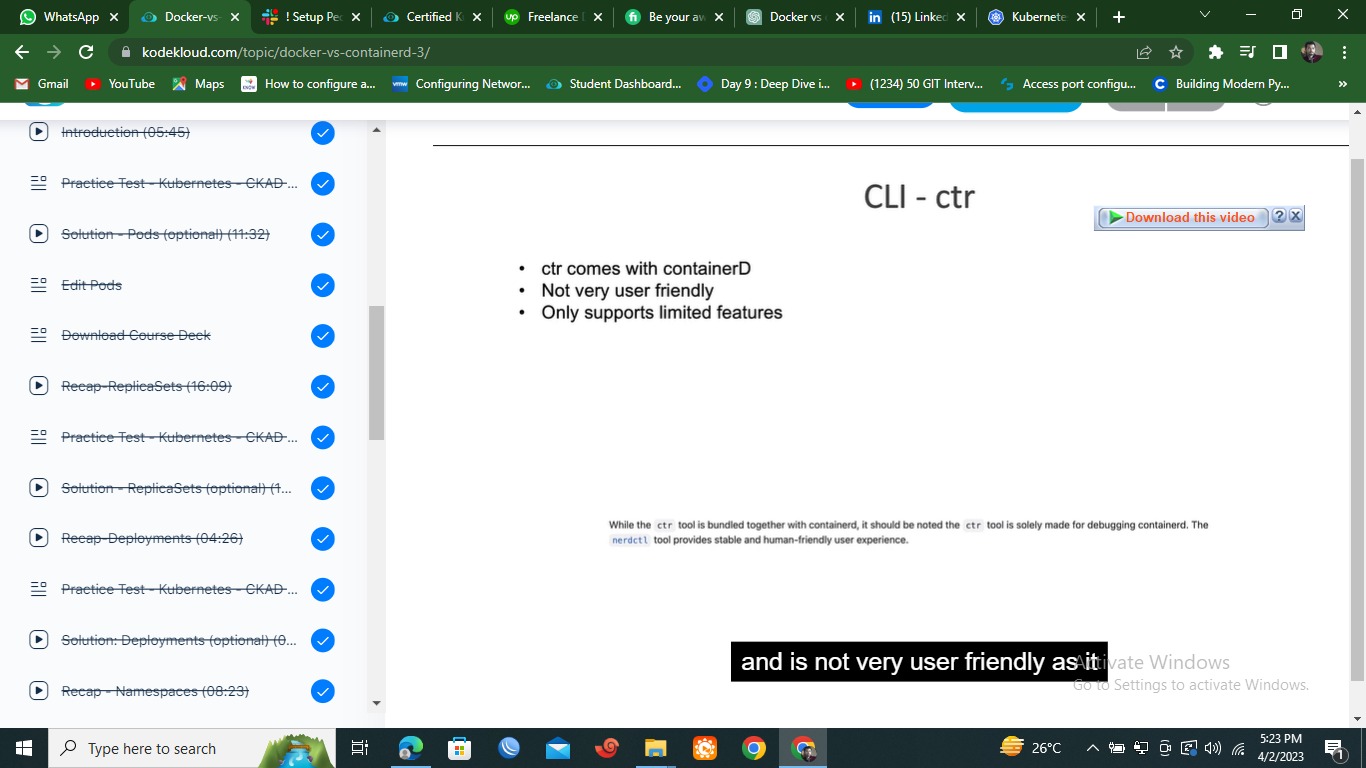 WhatsApp
Docker-vs-
! Setup Pe
Certified K
Freelance
Be your aw
Docker vs
(15) Linked
Kubernete
kodekloud.com/topic/docker-vs-containerd-3/
Gmail
YouTube
Maps
How to configure a...
Configuring Networ...
Student Dashboard...
Day 9 : Deep Dive i...
(1234) 50 GIT Interv...
Access port configu...
Building Modern Py...
»
Introduction (05:45)
Practice Test - Kubernetes - CKAD ...
Solution - Pods (optional) (11:32)
Edit Pods
Download Course Deck
Recap-ReplicaSets (16:09)
Practice Test - Kubernetes - CKAD ...
Solution - ReplicaSets (optional) (1...
Recap-Deployments (04:26)
Practice Test - Kubernetes - CKAD ...
Solution: Deployments (optional) (0...
Recap - Namespaces (08:23)
CLI - ctr
Download this video ? X
• ctr comes with containerD
• Not very user friendly
• Only supports limited features
While the ctr tool is bundled together with containerd, it should be noted the ctr tool is solely made for debugging containerd. The
nerdctl tool provides stable and human-friendly user experience.
and is not very user friendly as it
Activate Windows
Go to Settings to activate Windows.
Type here to search
26°C
5:23 PM
4/2/2023
1